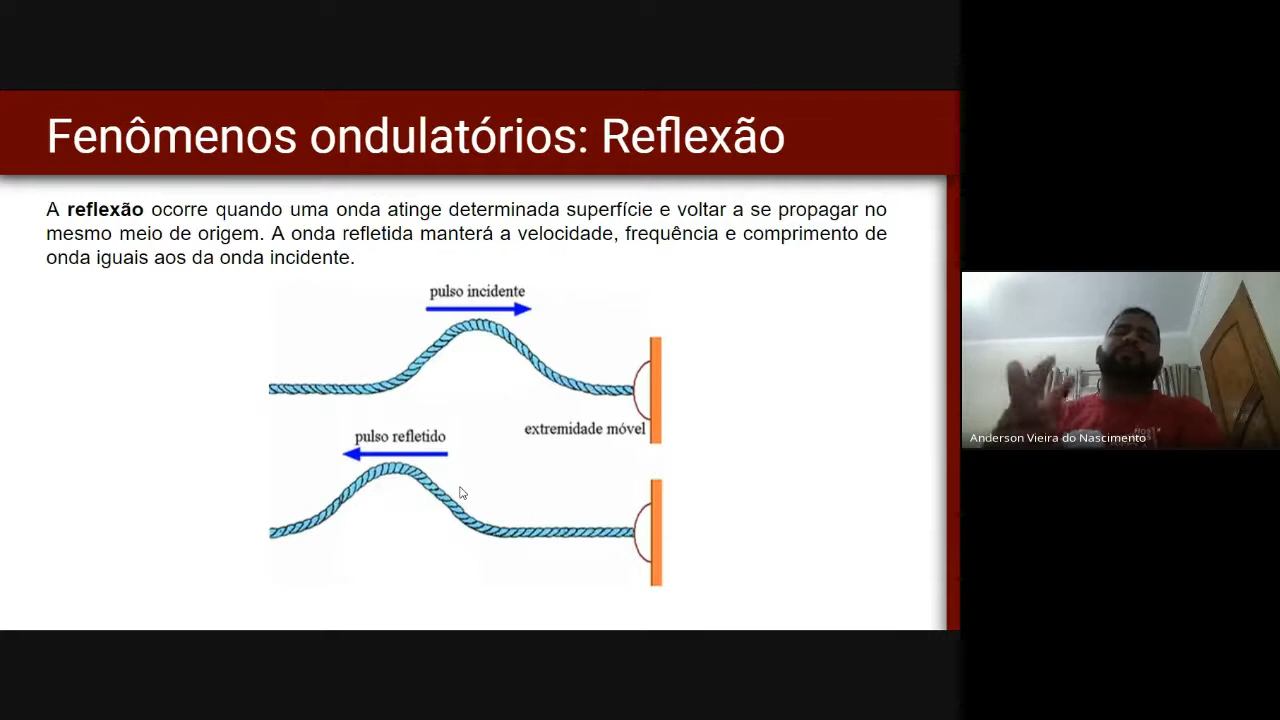 Fenômenos ondulatórios: Reflexão
A reflexão ocorre quando uma onda atinge determinada superfície e voltar a se propagar no
mesmo meio de origem. A onda refletida manterá a velocidade, frequência e comprimento de
onda iguais aos da onda incidente.
pulso incidente
extremidade móvel
pulso refletido
Anderson Vieira do Nascimento